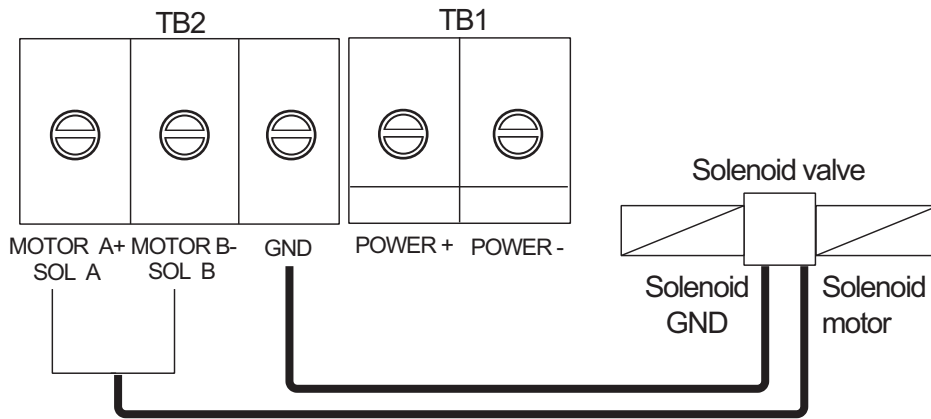 TB2
TB1
MOTOR A+
SOL A
MOTOR B-
SOL B
GND
POWER +
POWER -
Solenoid valve
Solenoid
GND
Solenoid
motor